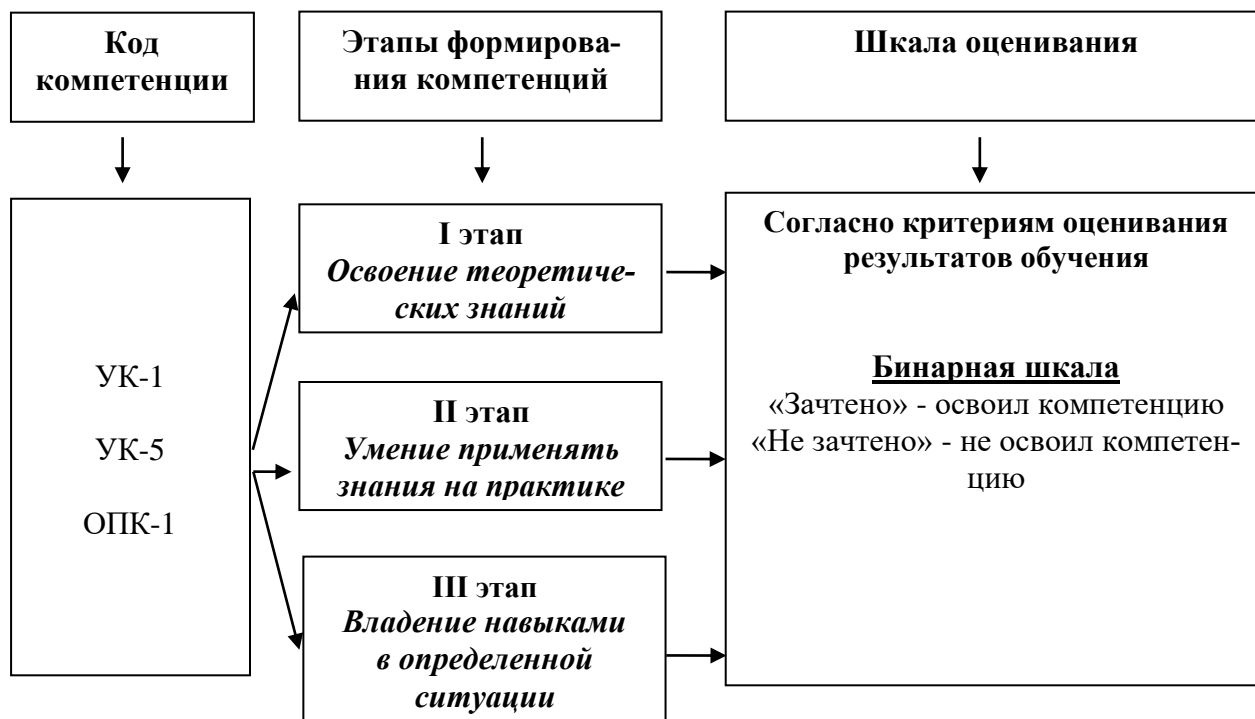 Код
компетенции
Этапы формирова-
ния компетенций
Шкала оценивания
УК-1
УК-5
ОПК-1
I этап
Освоение теоретиче-
ских знаний
II этап
Умение применять
знания на практике
III этап
Владение навыками
в определенной
ситуации
Согласно критериям оценивания
результатов обучения
Бинарная шкала
«Зачтено» - освоил компетенцию
«Не зачтено» - не освоил компетен-
цию